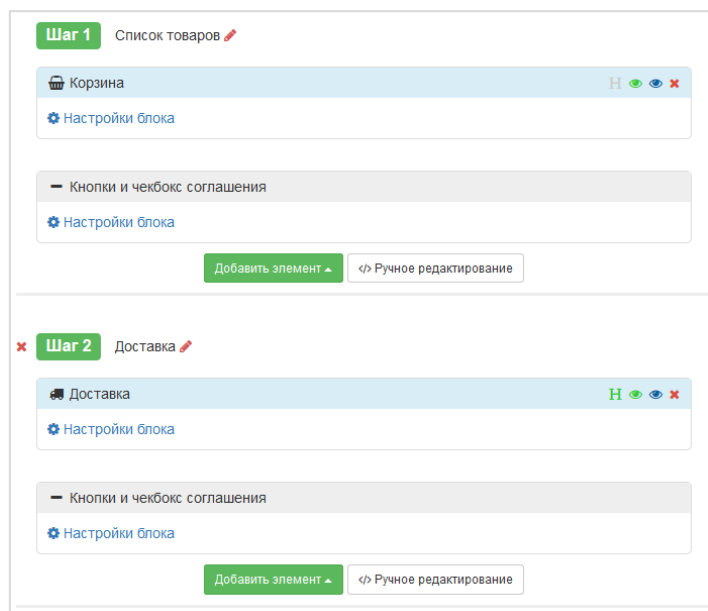 Шаг 1 Список товаров
Корзина H
Настройки блока
Кнопки и чекбокс соглашения
Настройки блока
Добавить элемент </> Ручное редактирование
Шаг 2 Доставка
Доставка H
Настройки блока
Кнопки и чекбокс соглашения
Настройки блока
Добавить элемент </> Ручное редактирование